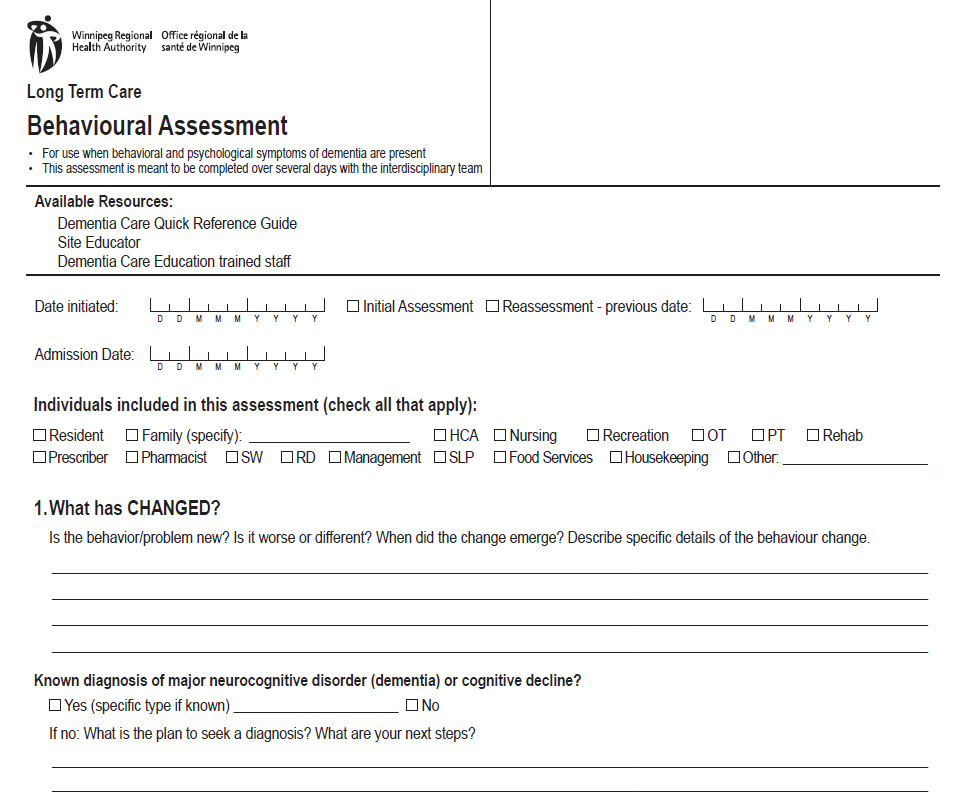 Winnipeg Regional Office régional de la
Health Authority santé de Winnipeg
Long Term Care
Behavioural Assessment
• For use when behavioral and psychological symptoms of dementia are present
• This assessment is meant to be completed over several days with the interdisciplinary team
Available Resources:
Dementia Care Quick Reference Guide
Site Educator
Dementia Care Education trained staff
Date initiated: ☐ Initial Assessment ☐ Reassessment - previous date:
D D M M M Y Y Y Y D D M M M Y Y Y Y
Admission Date:
D D M M M Y Y Y Y
Individuals included in this assessment (check all that apply):
☐ Resident ☐ Family (specify): ____________________ ☐ HCA ☐ Nursing ☐ Recreation ☐ OT ☐ PT ☐ Rehab
☐ Prescriber ☐ Pharmacist ☐ SW ☐ RD ☐ Management ☐ SLP ☐ Food Services ☐ Housekeeping ☐ Other: __________________
1. What has CHANGED?
Is the behavior/problem new? Is it worse or different? When did the change emerge? Describe specific details of the behaviour change.
Known diagnosis of major neurocognitive disorder (dementia) or cognitive decline?
☐ Yes (specific type if known) ____________________ ☐ No
If no: What is the plan to seek a diagnosis? What are your next steps?